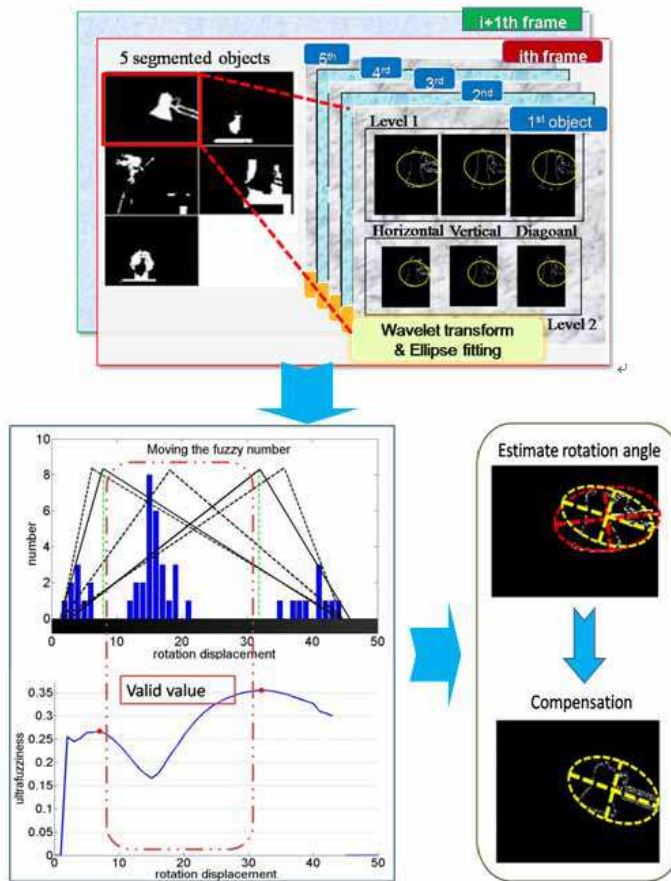 i+1th frame
ith frame
5 segmented objects
5th
4rd
3rd
2nd
1st object
Level 1
Horizontal Vertical Diagoanl
Level 2
Wavelet transform
& Ellipse fitting
Moving the fuzzy number
10
8
6
4
2
0
number
0 10 20 30 40 50
rotation displacement
Valid value
0.35
0.3
0.25
0.2
0.15
0.1
0.05
0
ultrafuzziness
0 10 20 30 40 50
rotation displacement
Estimate rotation angle
Compensation